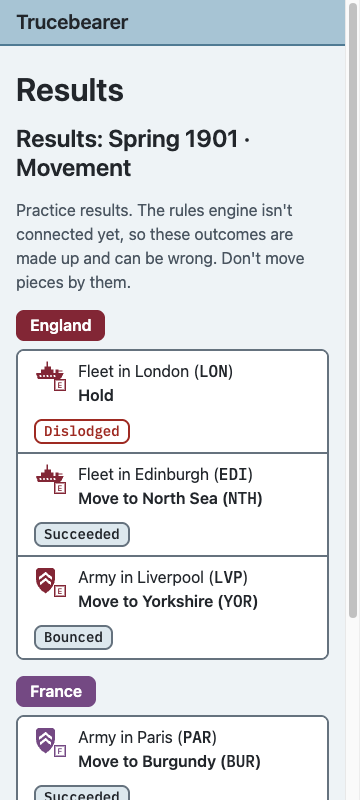 Trucebearer
Results
Results: Spring 1901 ·
Movement
Practice results. The rules engine isn't
connected yet, so these outcomes are
made up and can be wrong. Don't move
pieces by them.
England
E
Fleet in London (LON)
Hold
Dislodged
E
Fleet in Edinburgh (EDI)
Move to North Sea (NTH)
Succeeded
E
Army in Liverpool (LVP)
Move to Yorkshire (YOR)
Bounced
France
F
Army in Paris (PAR)
Move to Burgundy (BUR)
Succeeded